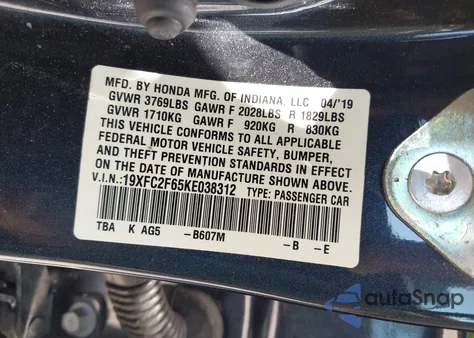 MFD. BY HONDA MFG. OF INDIANA, LLC 04/'19
GVWR 3769LBS GAWR F 2028LBS R 1829LBS
GVWR 1710KG GAWR F 920KG R 830KG
THIS VEHICLE CONFORMS TO ALL APPLICABLE
FEDERAL MOTOR VEHICLE SAFETY, BUMPER,
AND THEFT PREVENTION STANDARDS IN EFFECT
ON THE DATE OF MANUFACTURE SHOWN ABOVE.
V.I.N.: 19XFC2F65KE038312 TYPE: PASSENGER CAR
TBA K AG5 -B607M -B -E
autoSnap